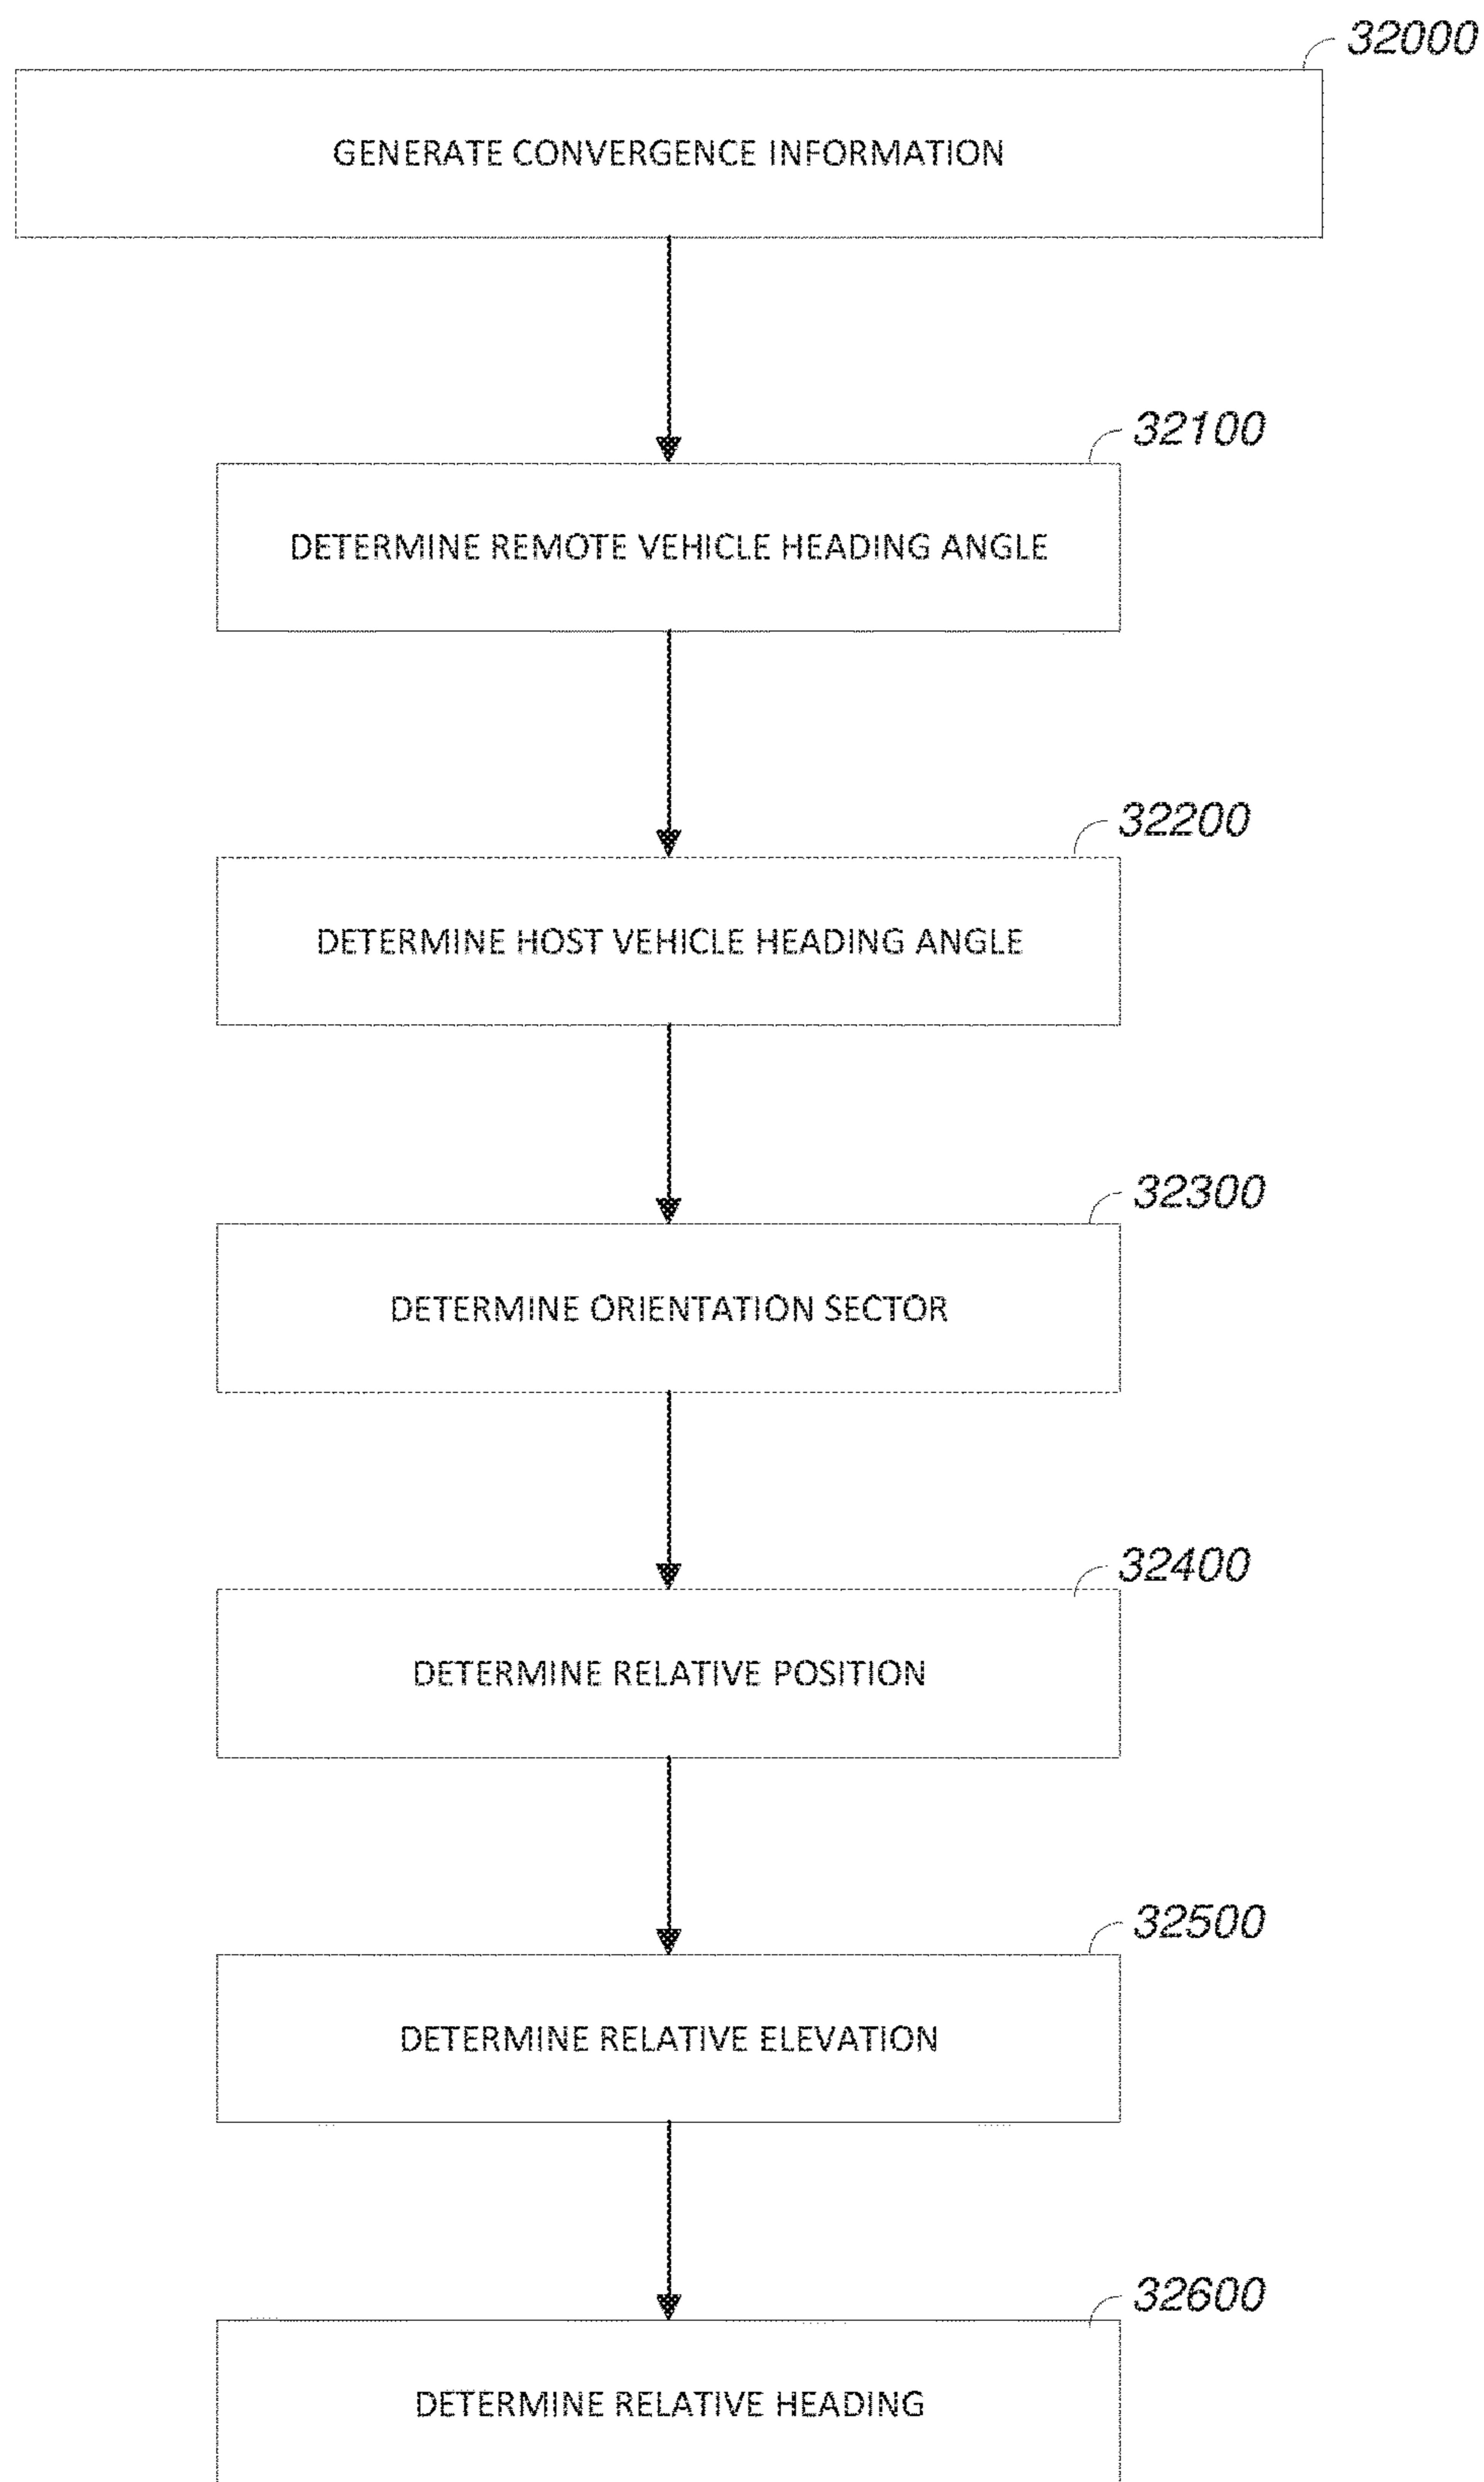 32000
GENERATE CONVERGENCE INFORMATION
32100
DETERMINE REMOTE VEHICLE HEADING ANGLE
32200
DETERMINE HOST VEHICLE HEADING ANGLE
32300
DETERMINE ORIENTATION SECTOR
32400
DETERMINE RELATIVE POSITION
32500
DETERMINE RELATIVE ELEVATION
32600
DETERMINE RELATIVE HEADING